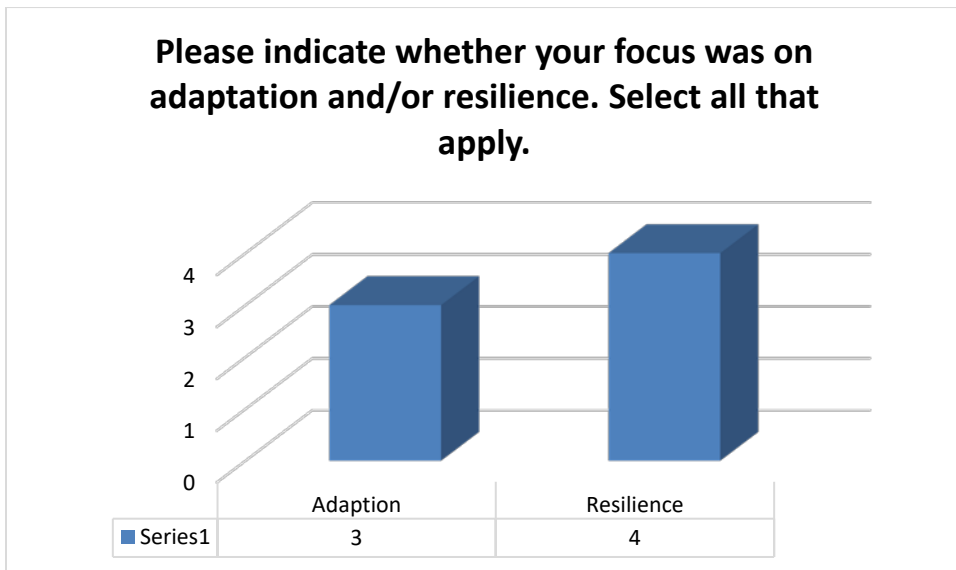 Please indicate whether your focus was on
adaptation and/or resilience. Select all that
apply.
4
3
2
1
0
Adaption Resilience
Series1 3 4